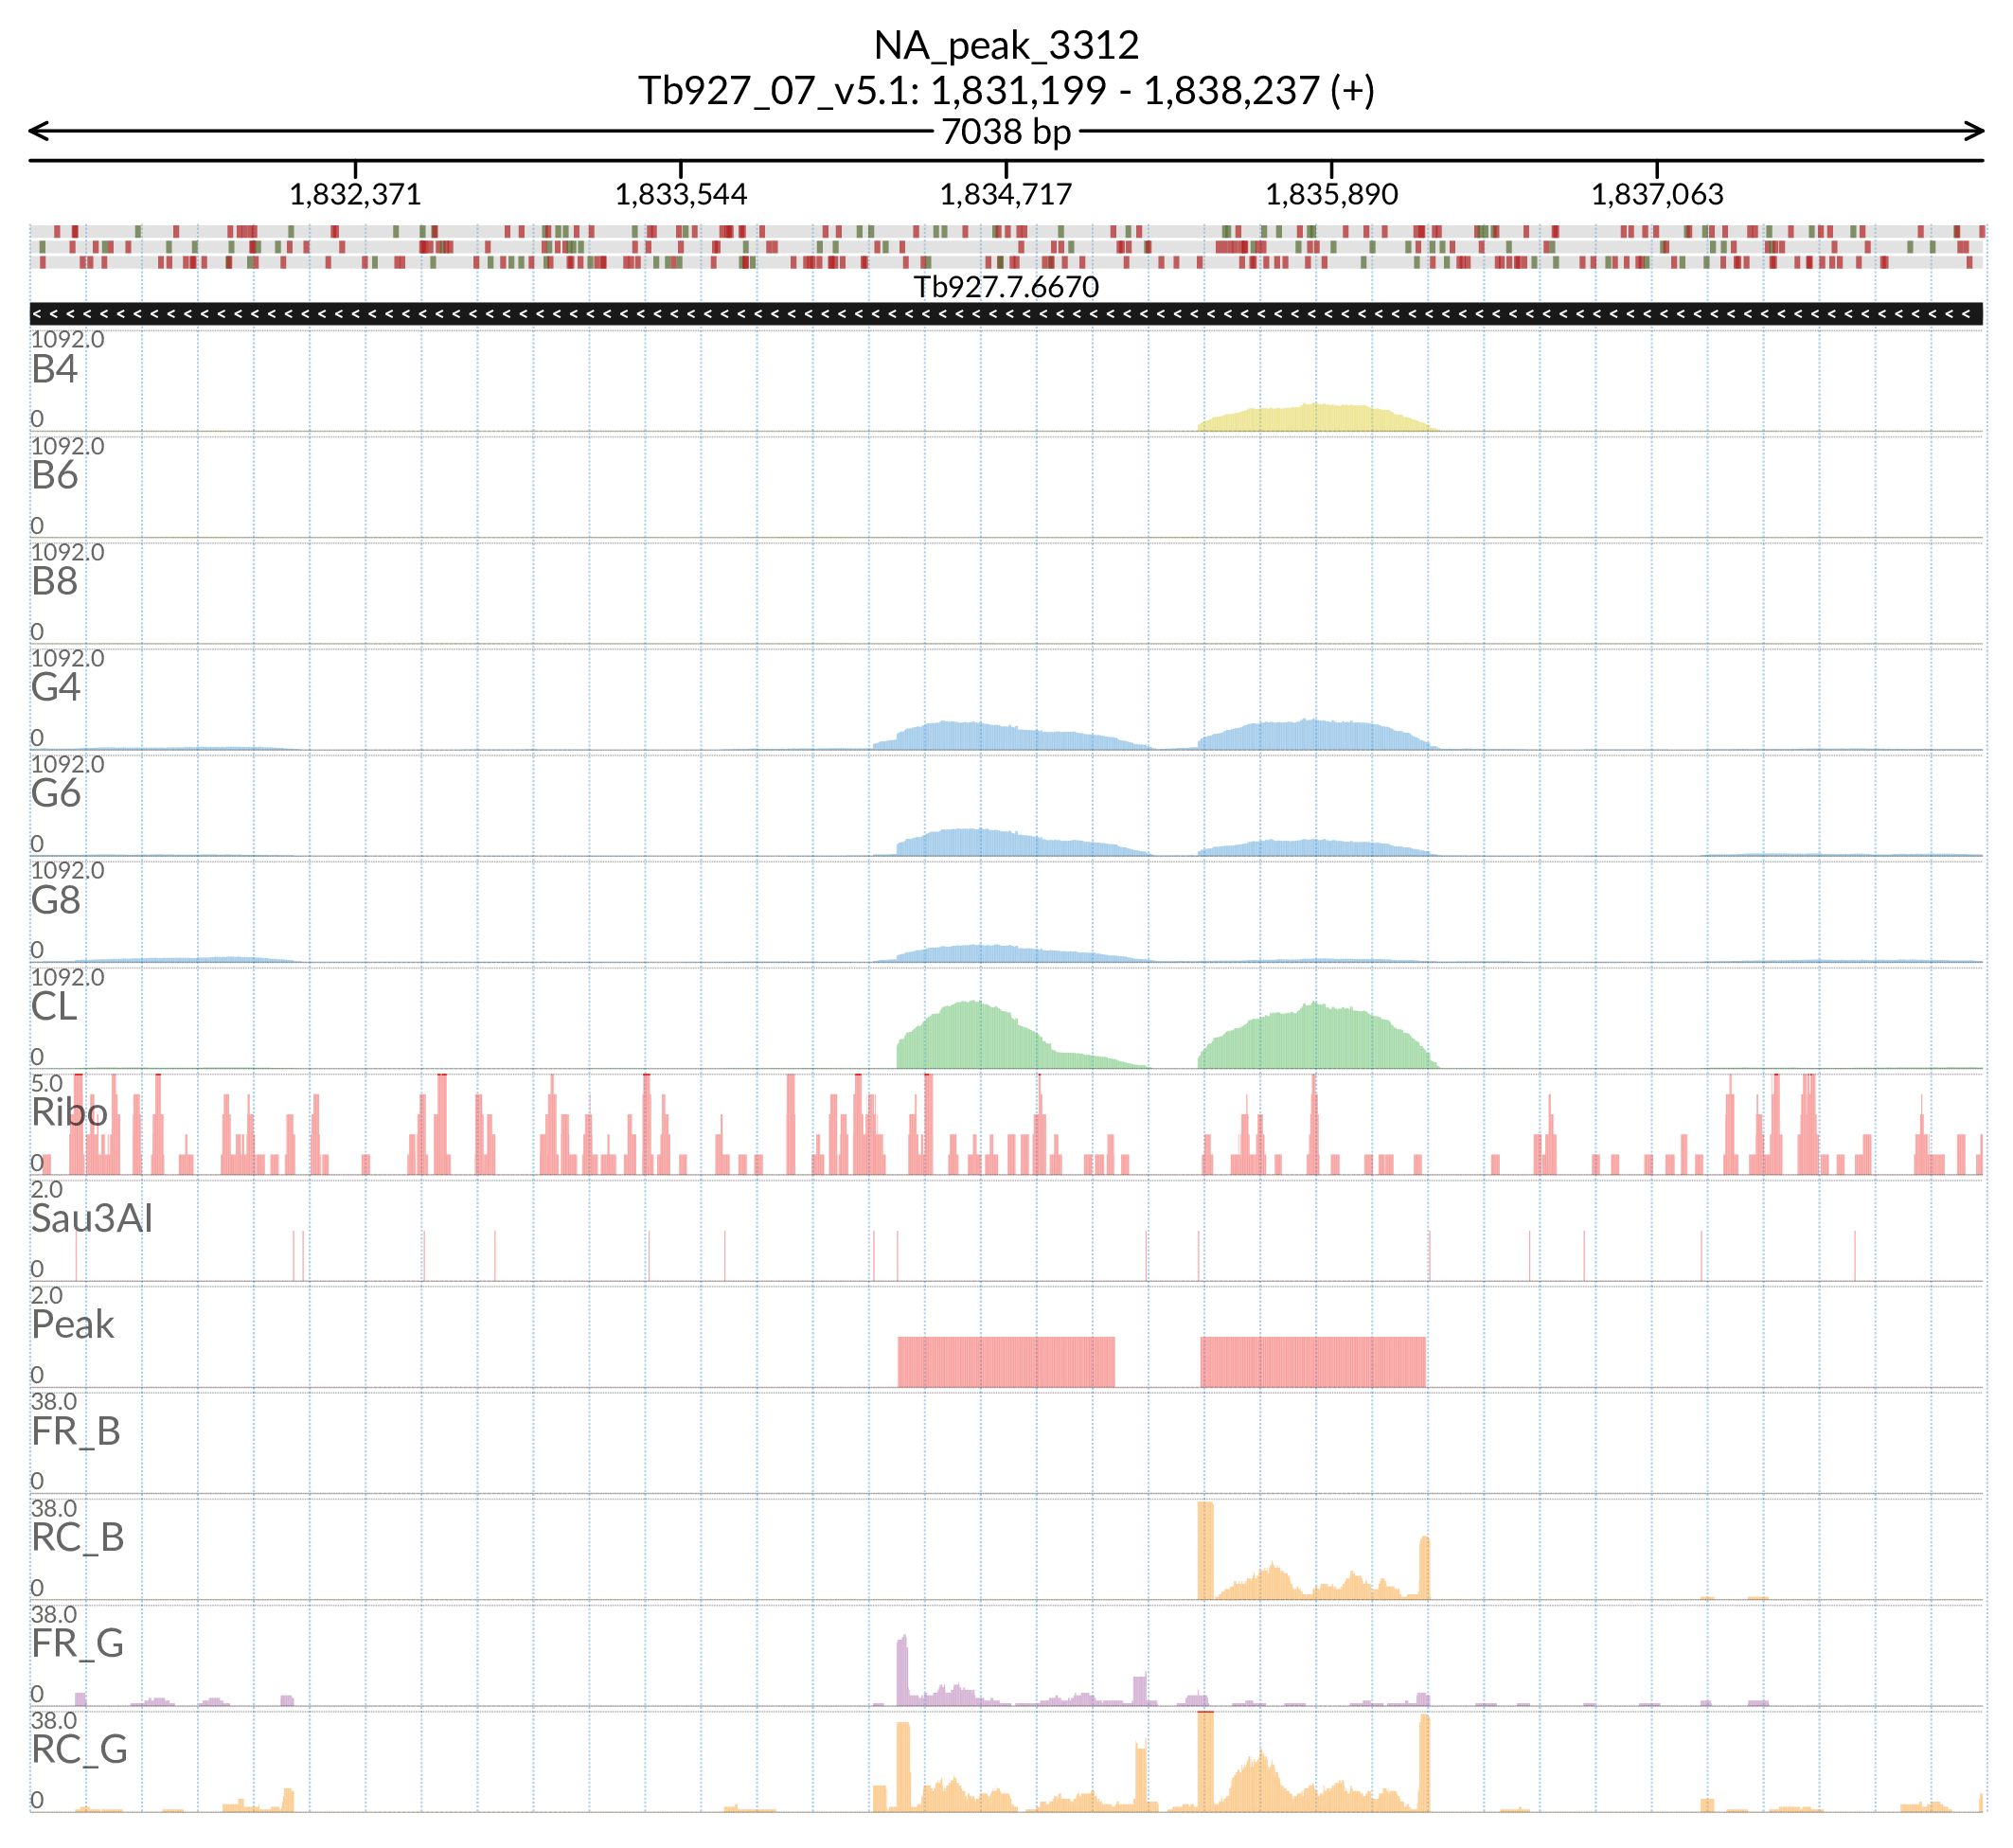 NA_peak_3312
Tb927_07_v5.1: 1,831,199 - 1,838,237 (+)
7038 bp
1,832,371 1,833,544 1,834,717 1,835,890 1,837,063
Tb927.7.6670
1092.0
B4
0
1092.0
B6
0
1092.0
B8
0
1092.0
G4
0
1092.0
G6
0
1092.0
G8
0
1092.0
CL
0
5.0
Ribo
0
2.0
Sau3AI
0
2.0
Peak
0
38.0
FR_B
0
38.0
RC_B
0
38.0
FR_G
0
38.0
RC_G
0